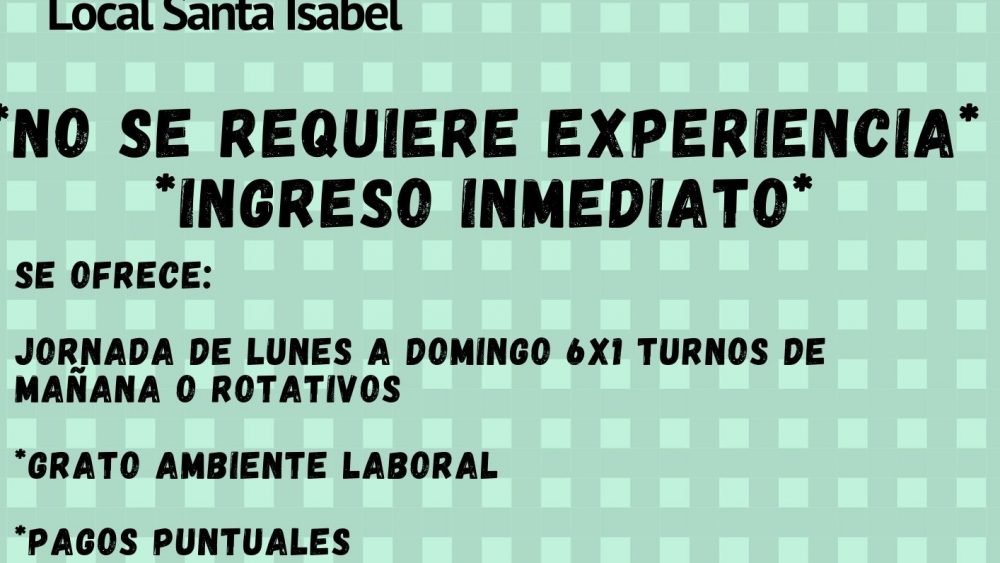 Local Santa Isabel
*NO SE REQUIERE EXPERIENCIA*
*INGRESO INMEDIATO*
SE OFRECE:
JORNADA DE LUNES A DOMINGO 6X1 TURNOS DE
MAÑANA O ROTATIVOS
*GRATO AMBIENTE LABORAL
*PAGOS PUNTUALES